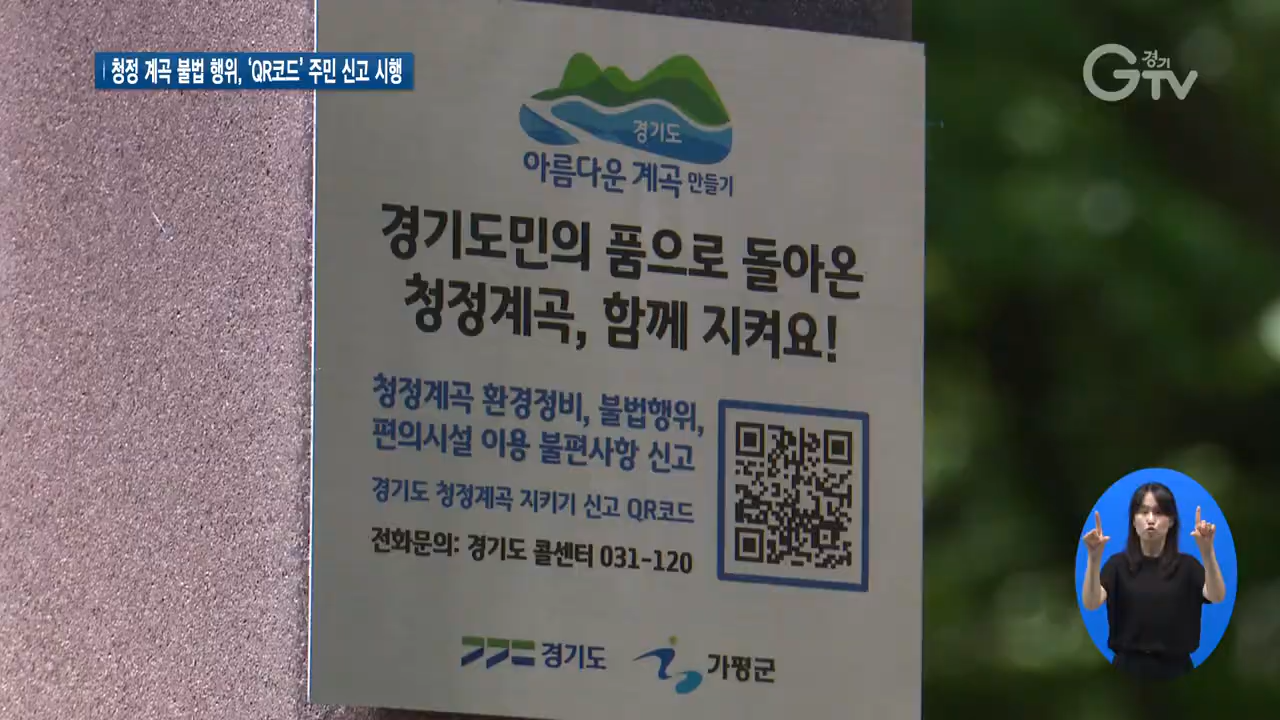 청정 계곡 불법 행위, ‘QR코드’ 주민 신고 시행
경기
GTV
경기도
아름다운 계곡 만들기
경기도민의 품으로 돌아온
청정계곡, 함께 지켜요!
청정계곡 환경정비, 불법행위,
편의시설 이용 불편사항 신고
경기도 청정계곡 지키기 신고 QR코드
전화문의: 경기도 콜센터 031-120
경기도
가평군